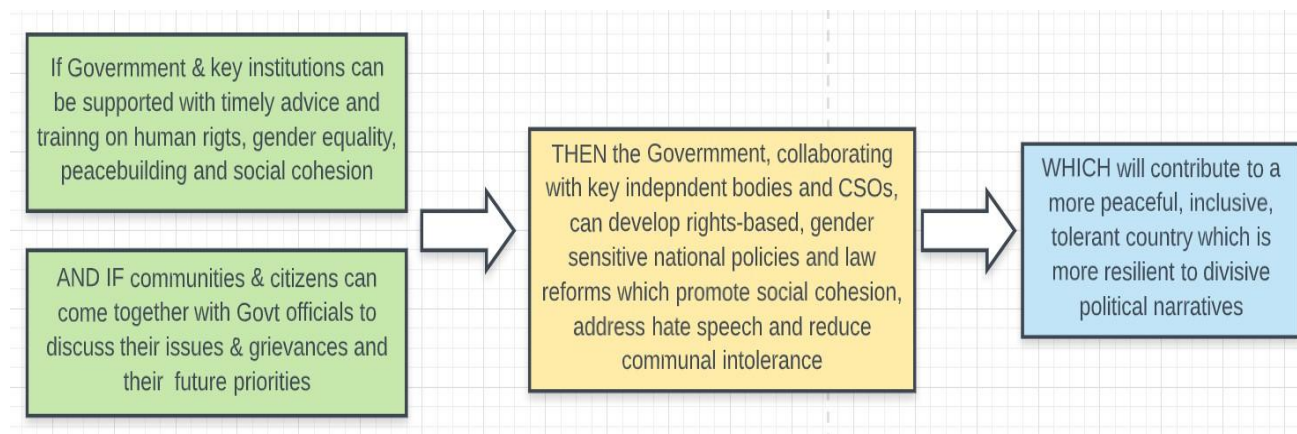 If Govermment & key institutions can
be supported with timely advice and
trainng on human rigts, gender equality,
peacebuilding and social cohesion
AND IF communities & citizens can
come together with Govt officials to
discuss their issues & grievances and
their future priorities
THEN the Govermment, collaborating
with key indepndent bodies and CSOs,
can develop rights-based, gender
sensitive national policies and law
reforms which promote social cohesion,
address hate speech and reduce
communal intolerance
WHICH will contribute to a
more peaceful, inclusive,
tolerant country which is
more resilient to divisive
political narratives